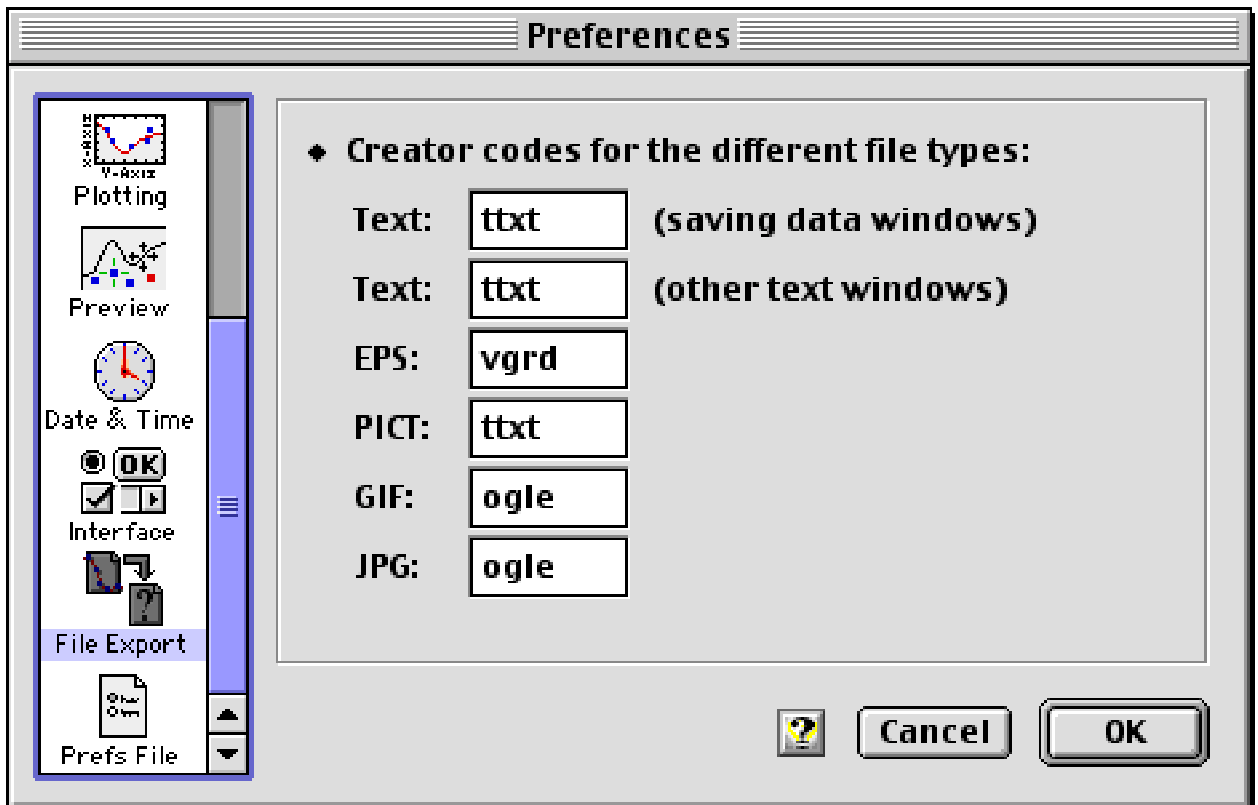 Preferences
X-Axis
Y-Axis
Plotting
Preview
Date & Time
OK
Interface
?
File Export
Prefs File
Creator codes for the different file types:
Text: ttxt (saving data windows)
Text: ttxt (other text windows)
EPS: vgrd
PICT: ttxt
GIF: ogle
JPG: ogle
? Cancel OK